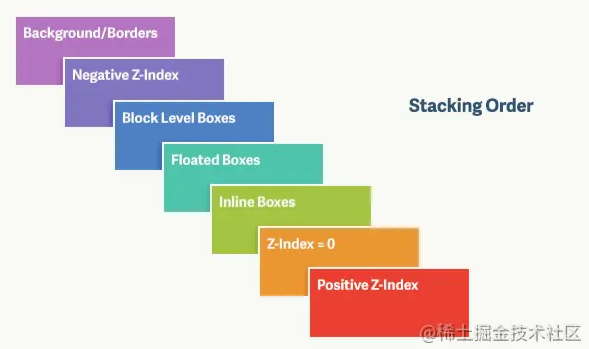 Background/Borders
Negative Z-Index
Stacking Order
Block Level Boxes
Floated Boxes
Inline Boxes
Z-Index = 0
Positive Z-Index
@稀土掘金技术社区